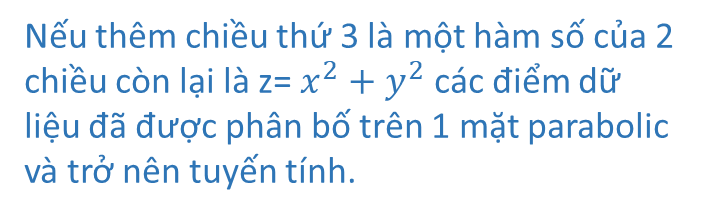 Nếu thêm chiều thứ 3 là một hàm số của 2
chiều còn lại là z= 𝑥² + 𝑦² các điểm dữ
liệu đã được phân bố trên 1 mặt parabolic
và trở nên tuyến tính.